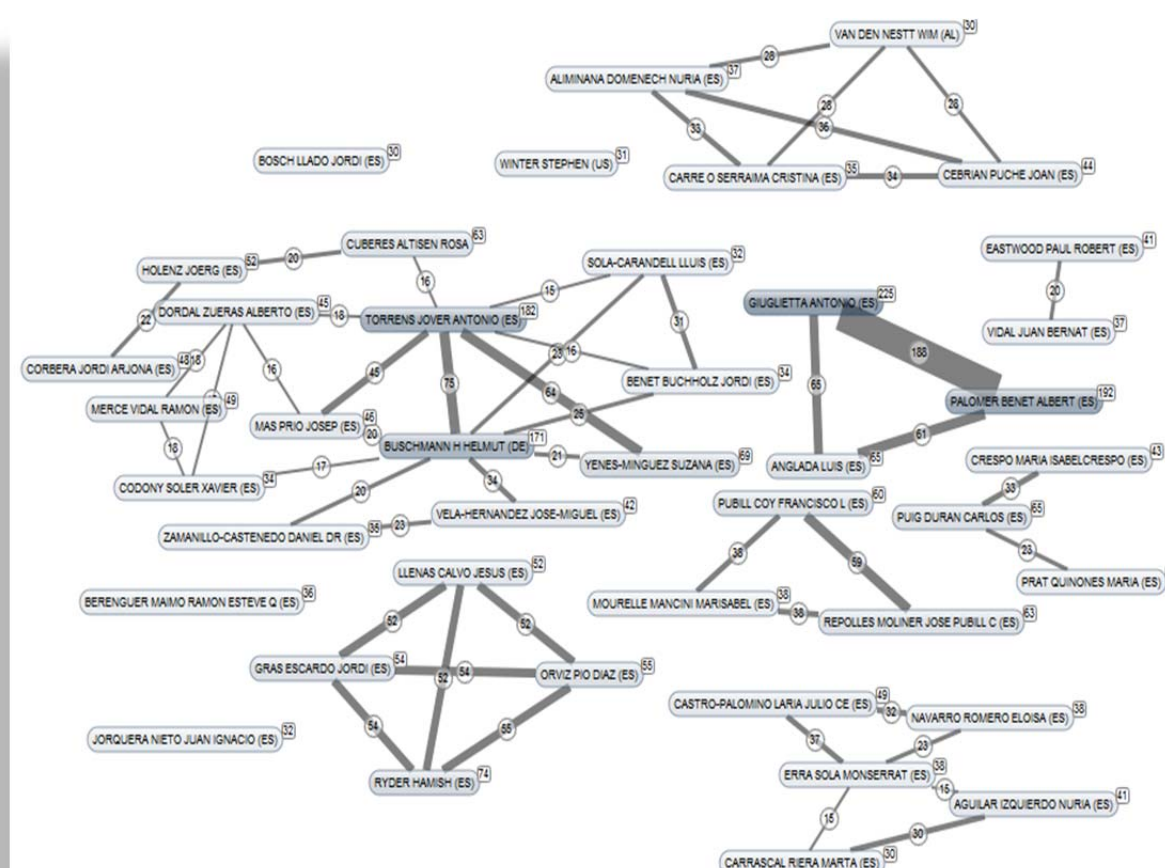 VAN DEN NESTT WIM (AL) 30
28
ALIMINANA DOMENECH NURIA (ES) 37
28
28
36
33
BOSCH LLADO JORDI (ES) 30
WINTER STEPHEN (US) 31
CARRE O SERRAIMA CRISTINA (ES) 35
34
CEBRIAN PUCHE JOAN (ES) 44
CUBERES ALTISEN ROSA 63
EASTWOOD PAUL ROBERT (ES) 41
20
HOLENZ JOERG (ES) 52
SOLA-CARANDELL LLUIS (ES) 32
16
20
15
GIUGLIETTA ANTONIO (ES) 225
DORDAL ZUERAS ALBERTO (ES) 45
18
TORRENS JOVER ANTONIO (ES) 182
22
31
VIDAL JUAN BERNAT (ES) 37
16
188
CORBERA JORDI ARJONA (ES) 48
18
16
45
75
64
BENET BUCHHOLZ JORDI (ES) 34
65
PALOMER BENET ALBERT (ES) 192
MERCE VIDAL RAMON (ES) 49
MAS PRIO JOSEP (ES) 46
20
61
BUSCHMANN H HELMUT (DE) 171
21
YENES-MINGUEZ SUZANA (ES) 69
ANGLADA LUIS (ES) 65
CRESPO MARIA ISABELCRESPO (ES) 43
18
17
CODONY SOLER XAVIER (ES) 34
34
20
33
PUBILL COY FRANCISCO L (ES) 60
VELA-HERNANDEZ JOSE-MIGUEL (ES) 42
PUIG DURAN CARLOS (ES) 65
23
ZAMANILLO-CASTENEDO DANIEL DR (ES)
23
38
59
LLENAS CALVO JESUS (ES) 52
PRAT QUINONES MARIA (ES)
BERENGUER MAIMO RAMON ESTEVE Q (ES) 36
MOURELLE MANCINI MARISABEL (ES) 38
38
REPOLLES MOLINER JOSE PUBILL C (ES) 63
52
52
GRAS ESCARDO JORDI (ES) 54
52
54
ORVIZ PIO DIAZ (ES) 55
CASTRO-PALOMINO LARIA JULIO CE (ES) 49
32
NAVARRO ROMERO ELOISA (ES) 38
54
55
JORQUERA NIETO JUAN IGNACIO (ES) 32
37
23
ERRA SOLA MONSERRAT (ES) 38
RYDER HAMISH (ES) 74
15
AGUILAR IZQUIERDO NURIA (ES) 41
15
30
CARRASCAL RIERA MARTA (ES) 30